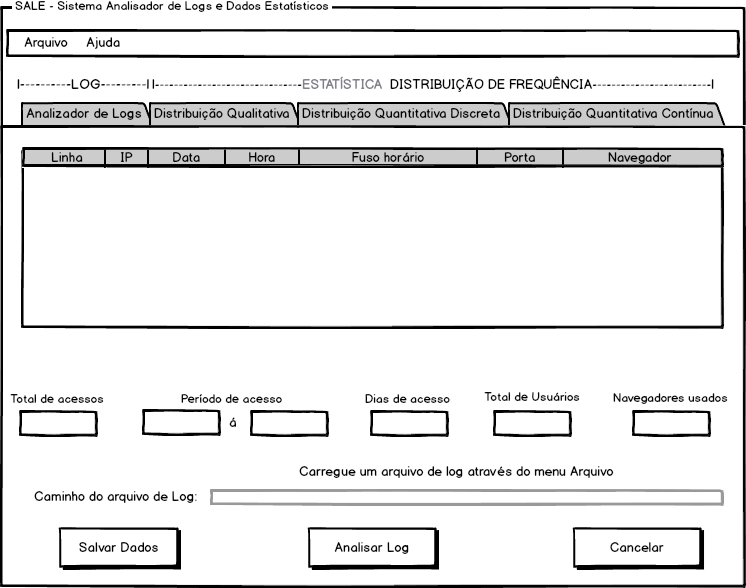 SALE - Sistema Analisador de Logs e Dados Estatísticos
Arquivo Ajuda
|----------LOG---------||----------------------------ESTATÍSTICA DISTRIBUIÇÃO DE FREQUÊNCIA-----------------------|
Analizador de Logs Distribuição Qualitativa Distribuição Quantitativa Discreta Distribuição Quantitativa Contínua
Linha IP Data Hora Fuso horário Porta Navegador
Total de acessos Período de acesso Dias de acesso Total de Usuários Navegadores usados
á
Carregue um arquivo de log através do menu Arquivo
Caminho do arquivo de Log:
Salvar Dados Analisar Log Cancelar